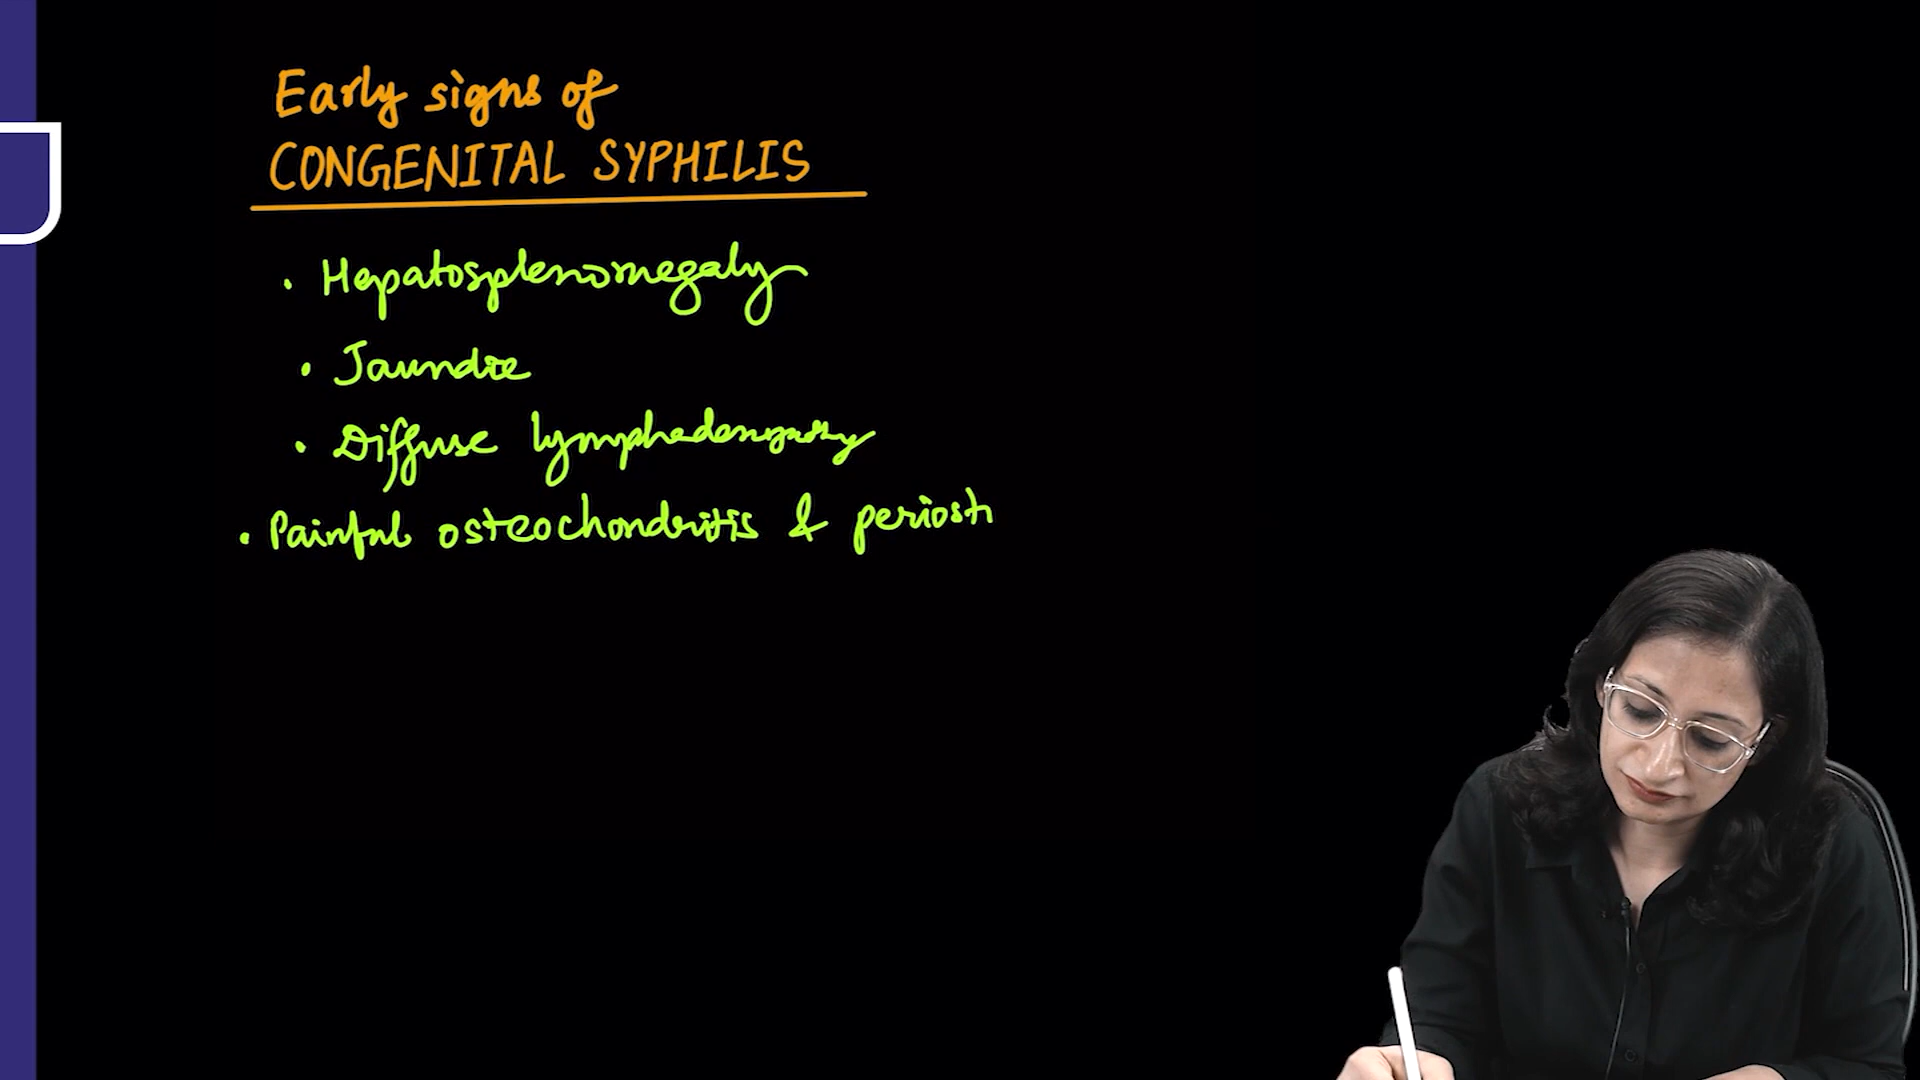 Early signs of
CONGENITAL SYPHILIS
• Hepatosplenomegaly
• Jaundice
• Diffuse lymphadenopathy
• Painful osteochondritis & periosti